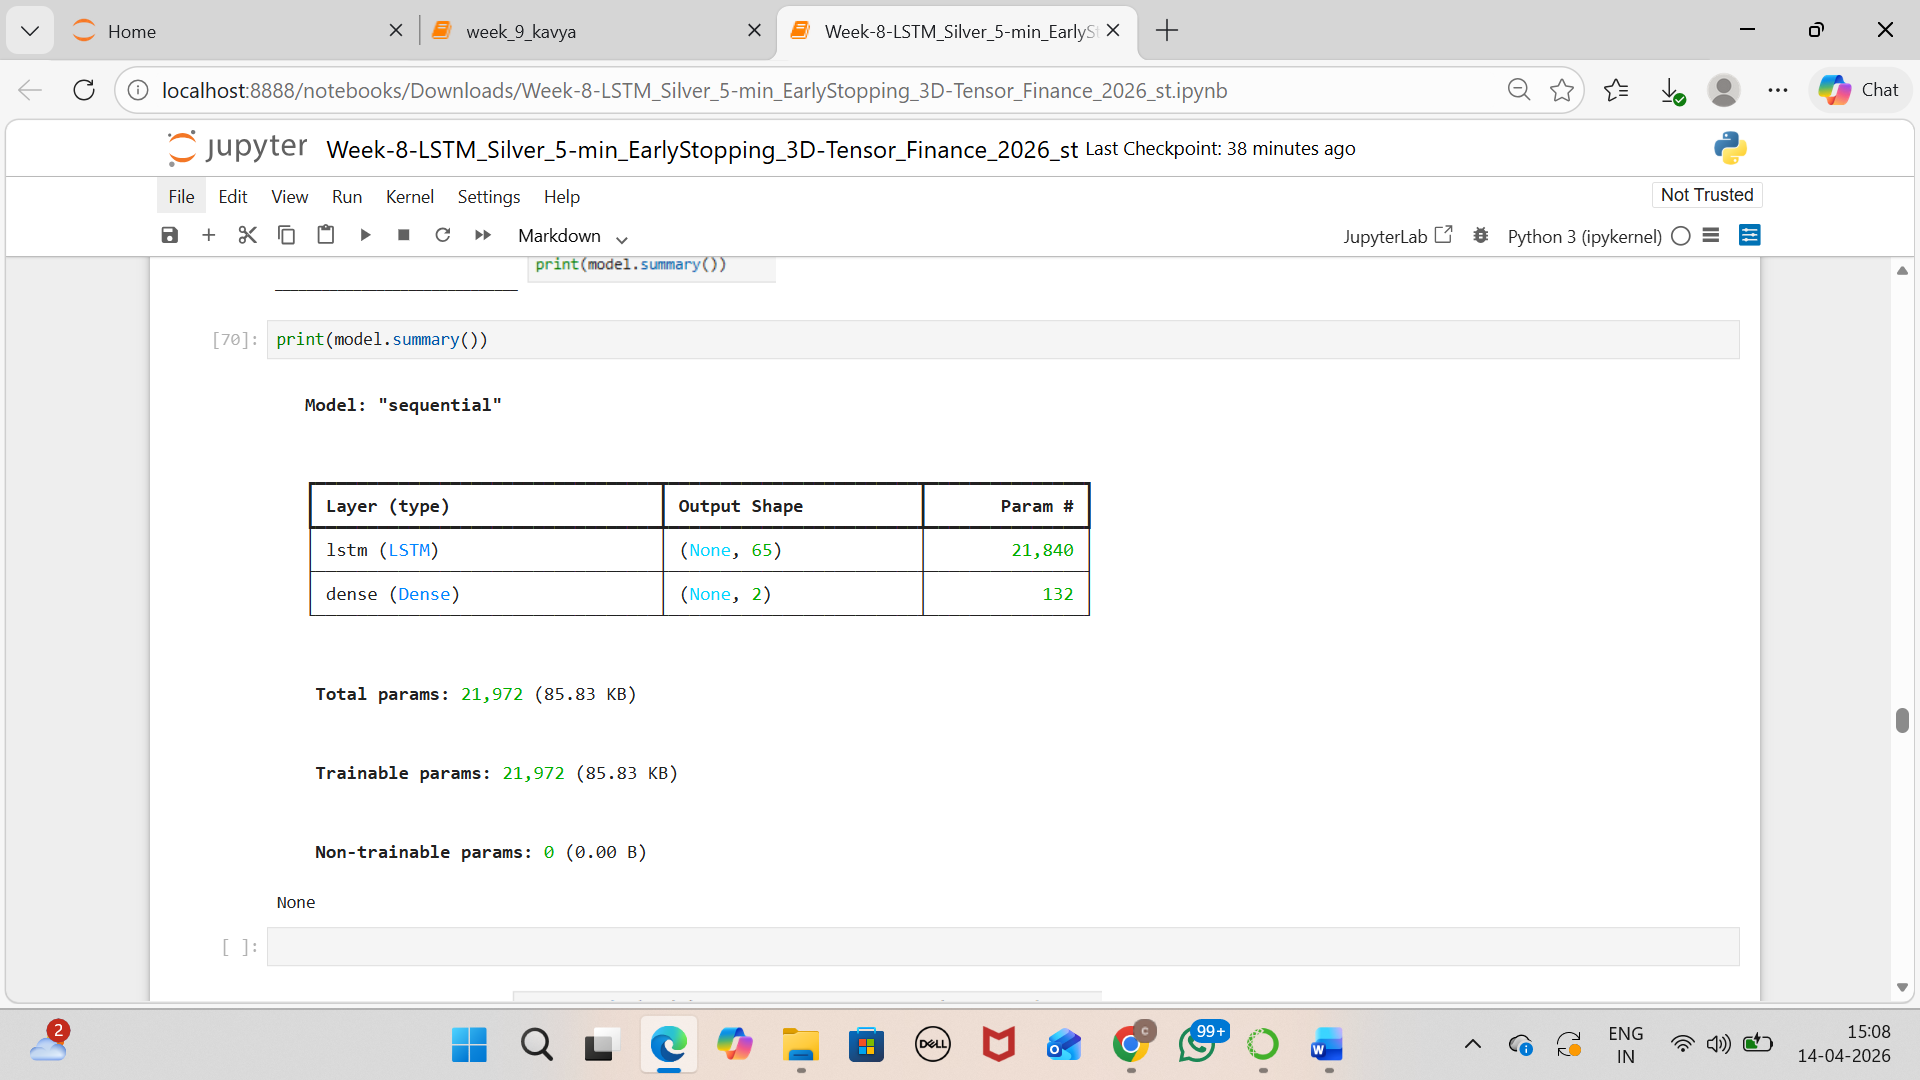 Home
week_9_kavya
Week-8-LSTM_Silver_5-min_EarlySt
localhost:8888/notebooks/Downloads/Week-8-LSTM_Silver_5-min_EarlyStopping_3D-Tensor_Finance_2026_st.ipynb
Chat
jupyter Week-8-LSTM_Silver_5-min_EarlyStopping_3D-Tensor_Finance_2026_st Last Checkpoint: 38 minutes ago
File Edit View Run Kernel Settings Help
Not Trusted
Markdown
JupyterLab
Python 3 (ipykernel)
print(model.summary())
[70]: print(model.summary())
Model: "sequential"
Layer (type) Output Shape Param #
lstm (LSTM) (None, 65) 21,840
dense (Dense) (None, 2) 132
Total params: 21,972 (85.83 KB)
Trainable params: 21,972 (85.83 KB)
Non-trainable params: 0 (0.00 B)
None
[ ]:
2
DELL
C
99+
W
ENG
IN
15:08
14-04-2026